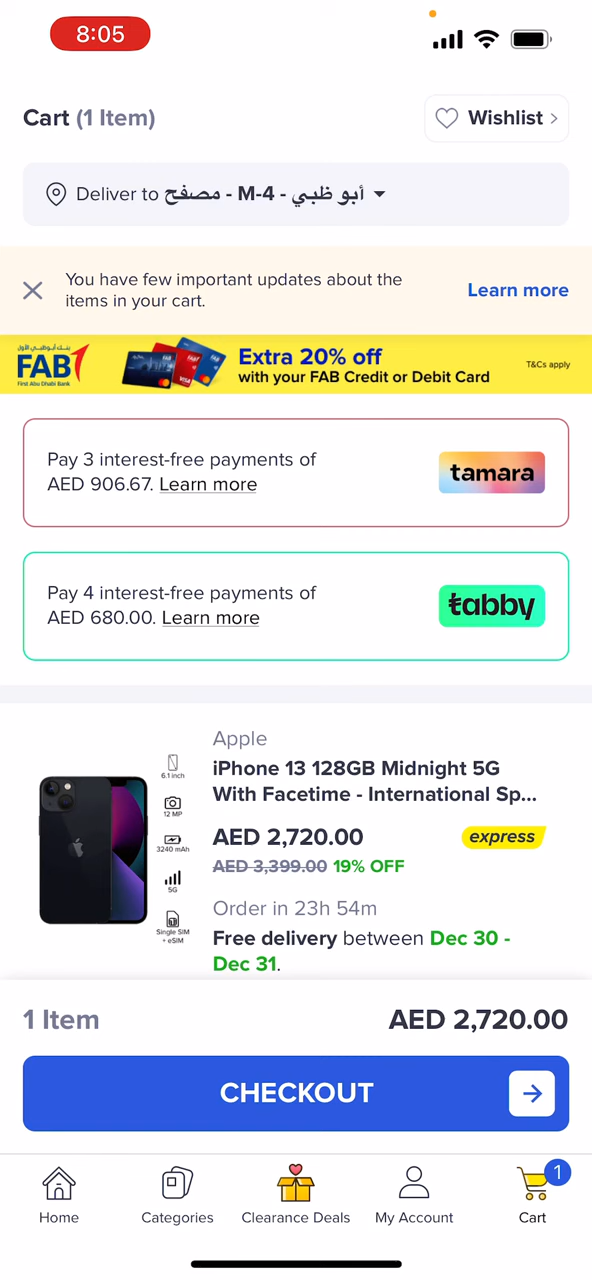 8:05
Cart (1 Item)
Wishlist
Deliver to أبو ظبي - M-4 - مصفح
You have few important updates about the
items in your cart.
Learn more
بنك أبوظبي الأول
FAB
First Abu Dhabi Bank
Extra 20% off
with your FAB Credit or Debit Card
T&Cs apply
Pay 3 interest-free payments of
AED 906.67. Learn more
tamara
Pay 4 interest-free payments of
AED 680.00. Learn more
tabby
Apple
iPhone 13 128GB Midnight 5G
With Facetime - International Sp...
6.1 inch
12 MP
3240 mAh
5G
Single SIM
+ eSIM
AED 2,720.00
express
AED 3,399.00 19% OFF
Order in 23h 54m
Free delivery between Dec 30 -
Dec 31.
1 Item
AED 2,720.00
CHECKOUT
1
Home
Categories
Clearance Deals
My Account
Cart